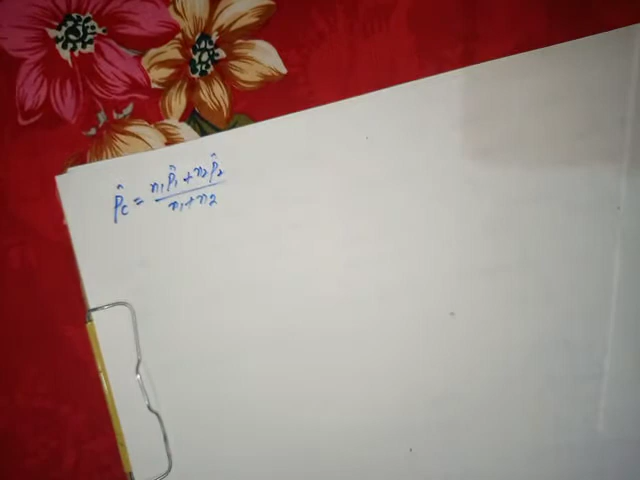 p̂c = n₁p̂₁ + n₂p̂₂ / n₁+n₂